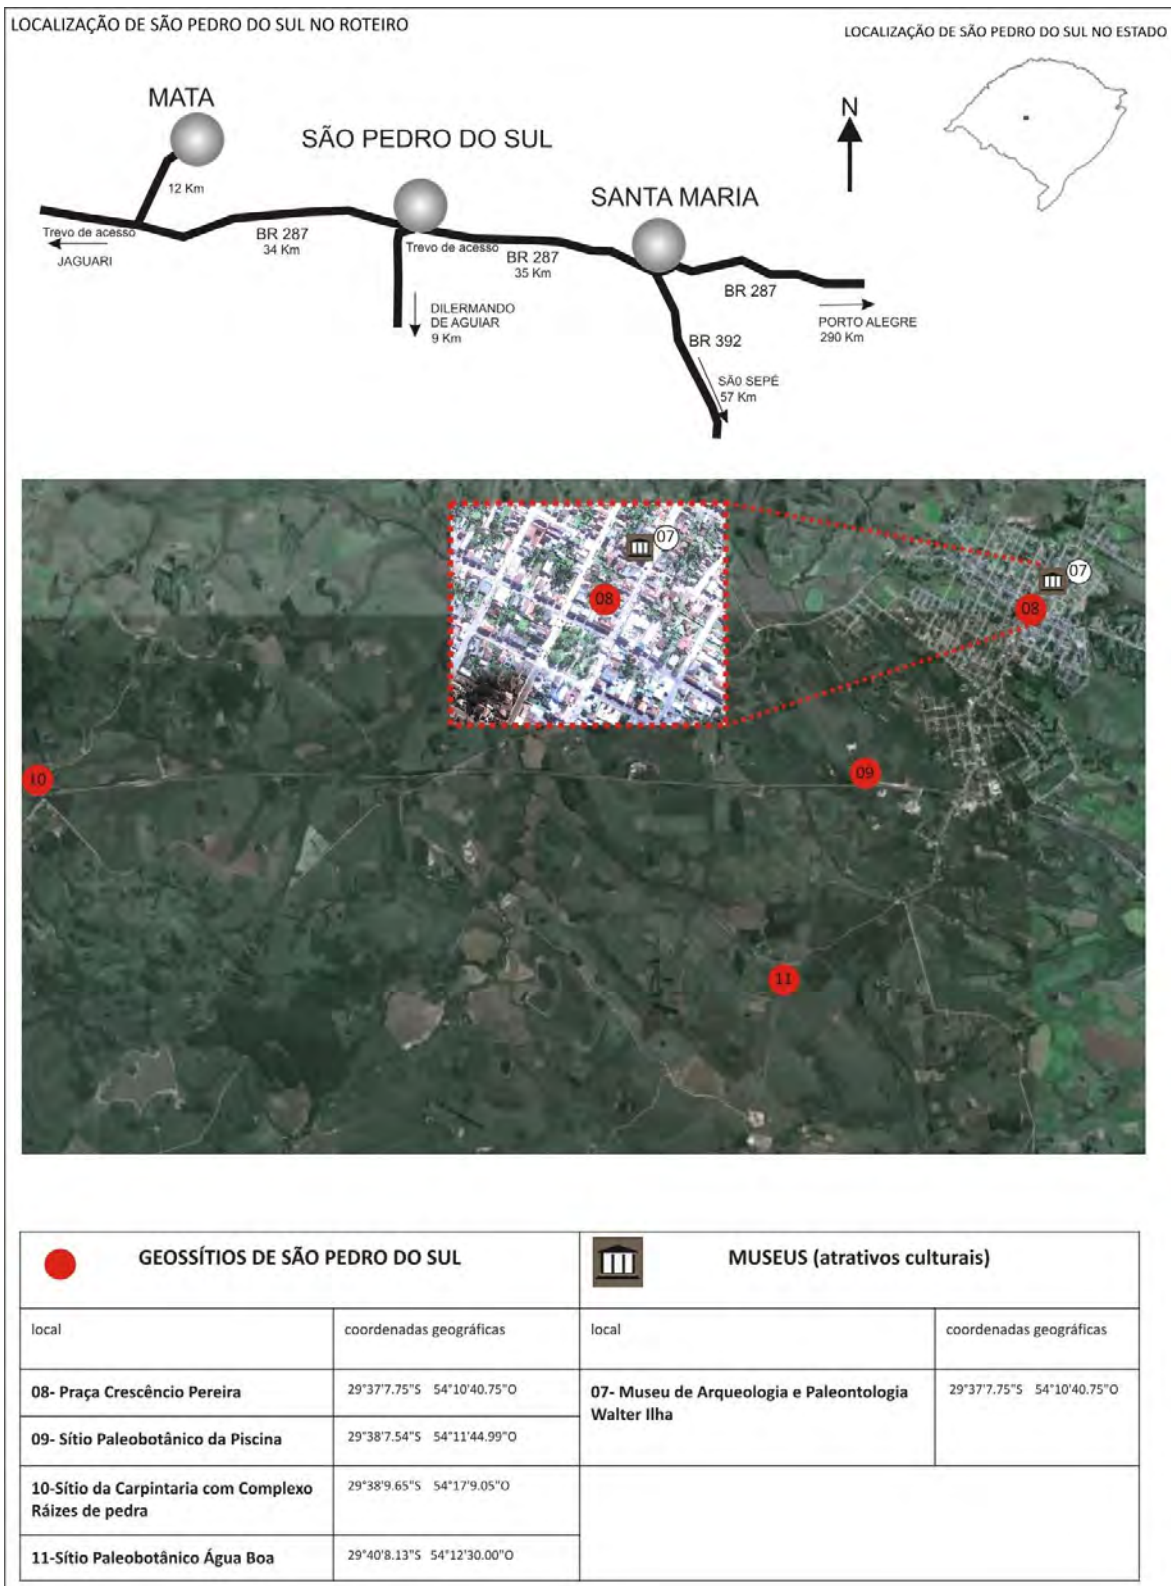 LOCALIZAÇÃO DE SÃO PEDRO DO SUL NO ROTEIRO
LOCALIZAÇÃO DE SÃO PEDRO DO SUL NO ESTADO
MATA
SÃO PEDRO DO SUL
SANTA MARIA
N
12 Km
Trevo de acesso
JAGUARI
BR 287
34 Km
Trevo de acesso
BR 287
35 Km
BR 287
DILERMANDO
DE AGUIAR
9 Km
PORTO ALEGRE
290 Km
BR 392
SÃO SEPÉ
57 Km
07
08
07
08
10
09
11
GEOSSÍTIOS DE SÃO PEDRO DO SUL
MUSEUS (atrativos culturais)
local
coordenadas geográficas
local
coordenadas geográficas
08- Praça Crescêncio Pereira
29°37'7.75"S 54°10'40.75"O
07- Museu de Arqueologia e Paleontologia
Walter Ilha
29°37'7.75"S 54°10'40.75"O
09- Sítio Paleobotânico da Piscina
29°38'7.54"S 54°11'44.99"O
10-Sítio da Carpintaria com Complexo
Ráizes de pedra
29°38'9.65"S 54°17'9.05"O
11-Sítio Paleobotânico Água Boa
29°40'8.13"S 54°12'30.00"O